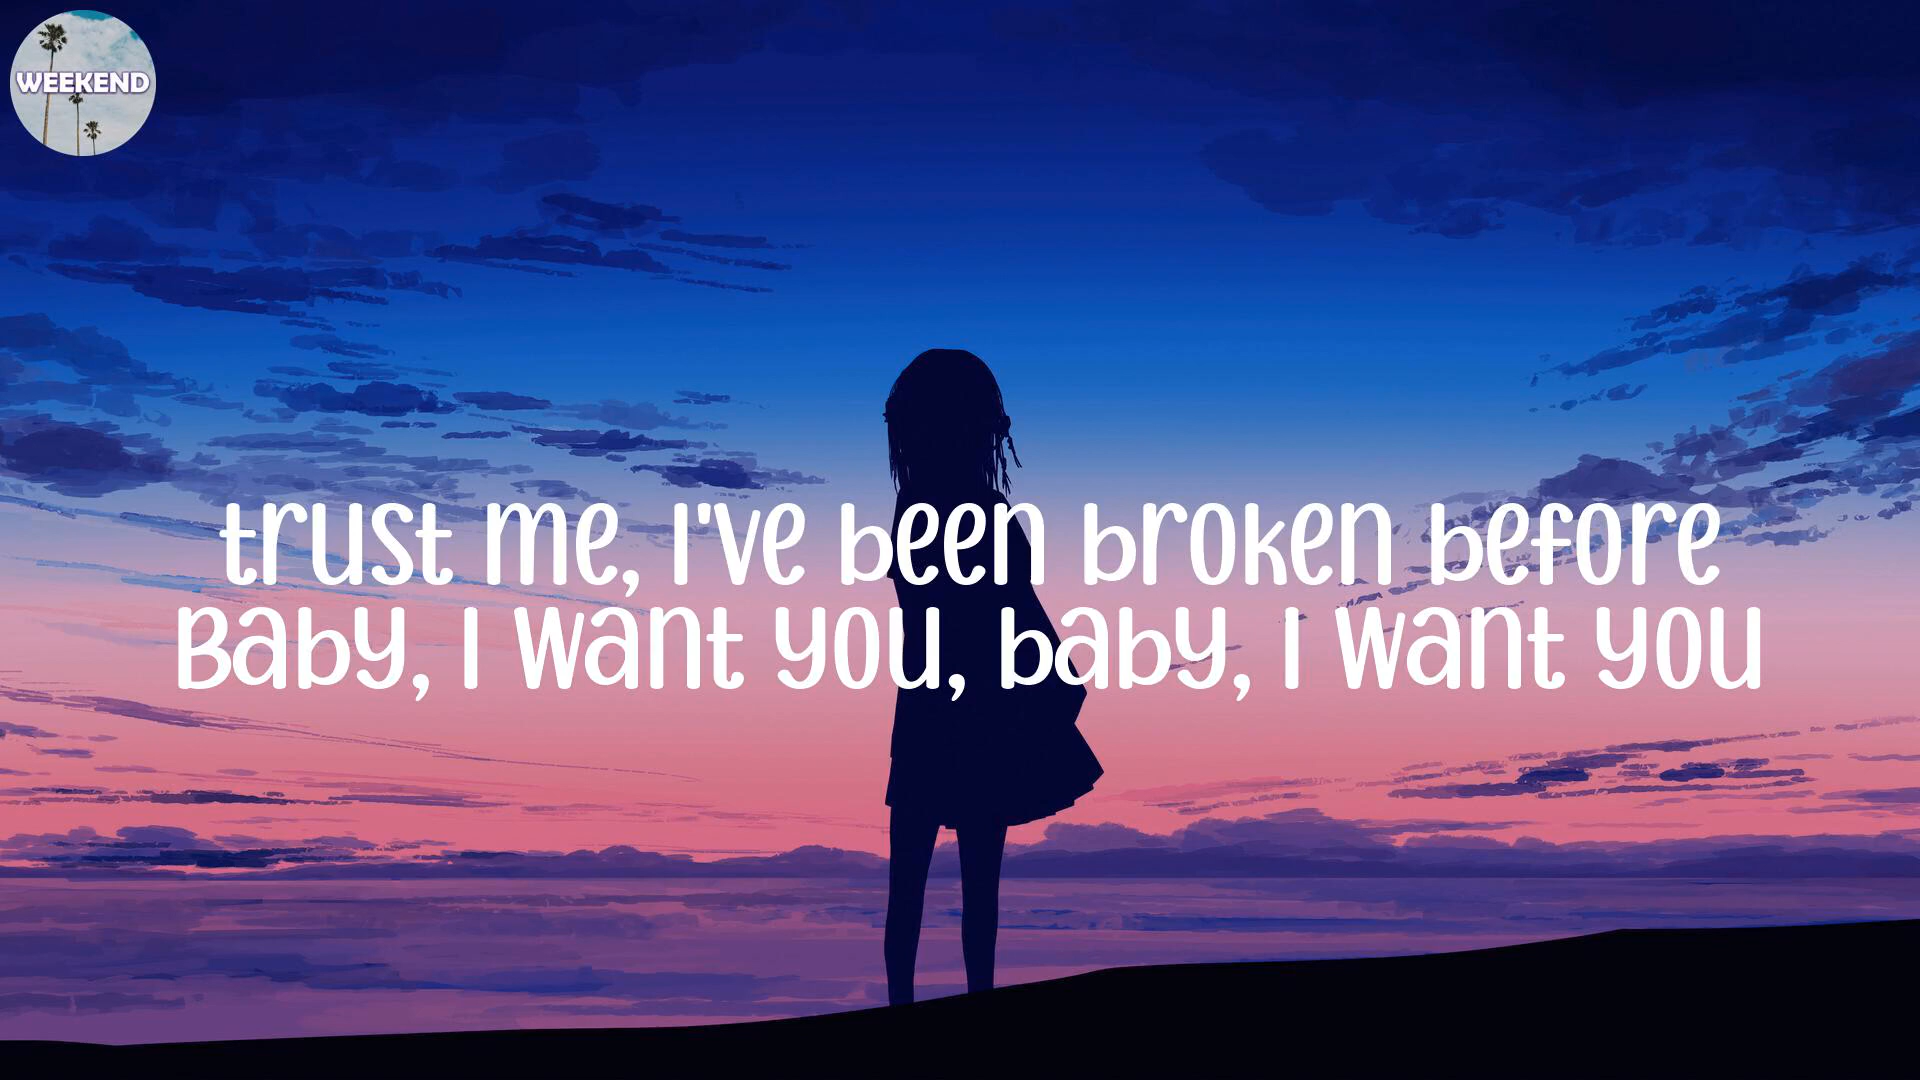 WEEKEND
trust me, I've been broken before
Baby, I want you, baby, I want you